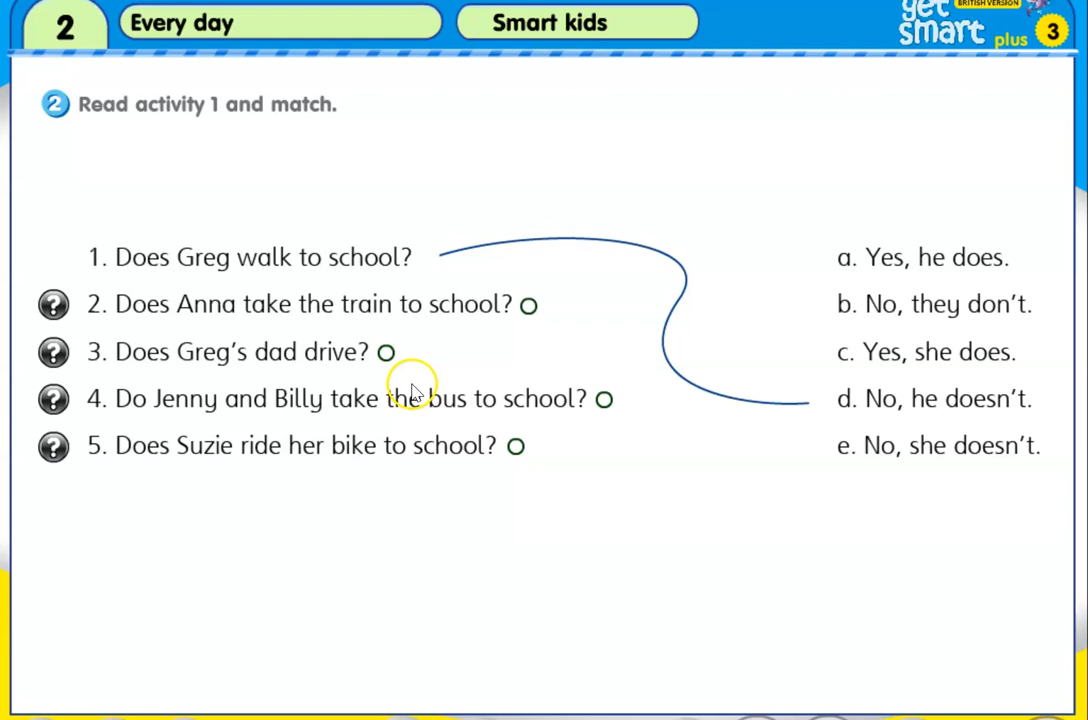 2 Every day Smart kids
BRITISH VERSION
get
smart plus 3
2 Read activity 1 and match.
1. Does Greg walk to school? a. Yes, he does.
? 2. Does Anna take the train to school? b. No, they don't.
? 3. Does Greg's dad drive? c. Yes, she does.
? 4. Do Jenny and Billy take the bus to school? d. No, he doesn't.
? 5. Does Suzie ride her bike to school? e. No, she doesn't.